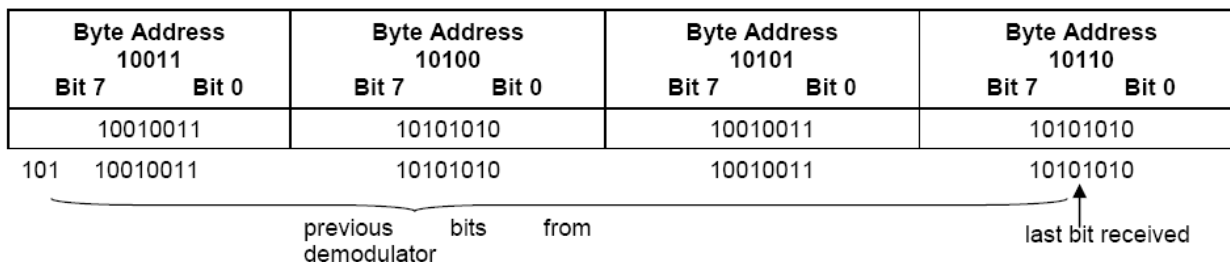 Byte Address Byte Address Byte Address Byte Address
10011 10100 10101 10110
Bit 7 Bit 0 Bit 7 Bit 0 Bit 7 Bit 0 Bit 7 Bit 0
10010011 10101010 10010011 10101010
101 10010011 10101010 10010011 10101010
previous bits from
demodulator
last bit received